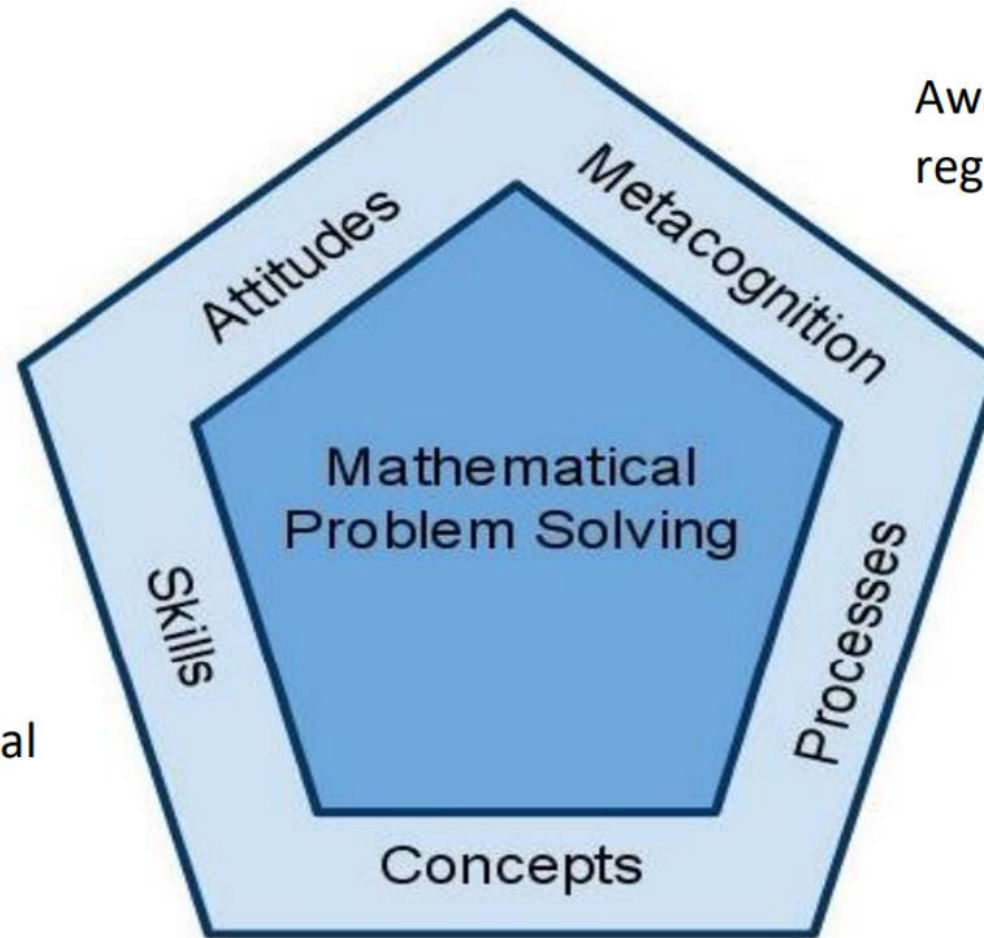 Aw
reg
Attitudes
Metacognition
Mathematical
Problem Solving
Skills
Processes
al
Concepts